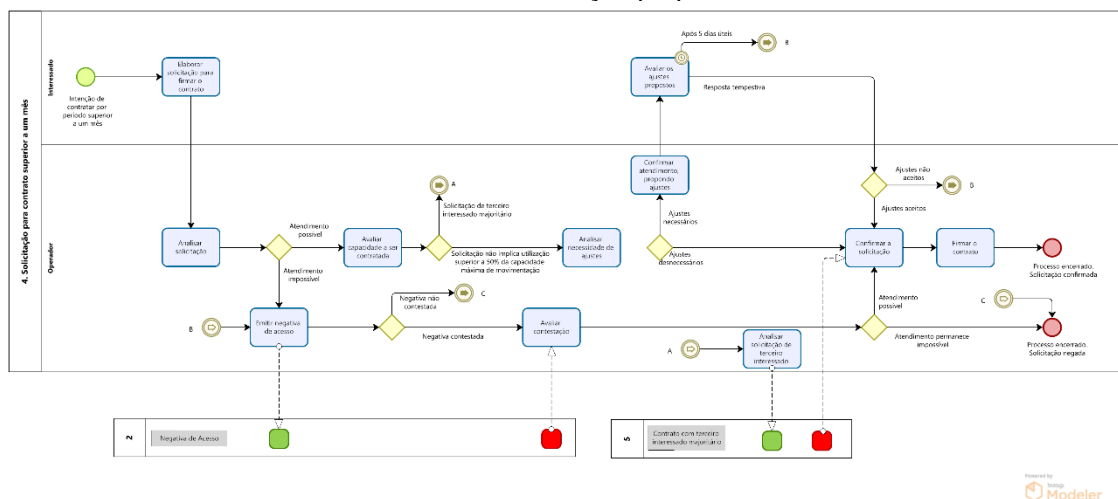 4. Solicitação para contrato superior a um mês
Interessado
Intenção de
contratar por
período superior
a um mês
Elaborar
solicitação para
firmar o
contrato
Avaliar os
ajustes
propostos
Após 5 dias úteis
B
Resposta tempestiva
Operador
Analisar
solicitação
Atendimento
possível
Atendimento
impossível
Avaliar
capacidade a ser
contratada
A
Solicitação de terceiro
interessado majoritário
Solicitação não implica utilização
superior a 50% da capacidade
máxima de movimentação
Analisar
necessidade de
ajustes
Confirmar
atendimento,
propondo
ajustes
Ajustes
necessários
Ajustes
desnecessários
Ajustes não
aceitos
B
Ajustes aceitos
Confirmar a
solicitação
Firmar o
contrato
Processo encerrado.
Solicitação confirmada
B
Emitir negativa
de acesso
Negativa não
contestada
C
Negativa contestada
Avaliar
contestação
A
Analisar
solicitação de
terceiro
interessado
Atendimento
possível
Atendimento permanece
impossível
C
Processo encerrado.
Solicitação negada
2
Negativa de Acesso
5
Contrato com terceiro
interessado majoritário
Powered by
bizagi
Modeler